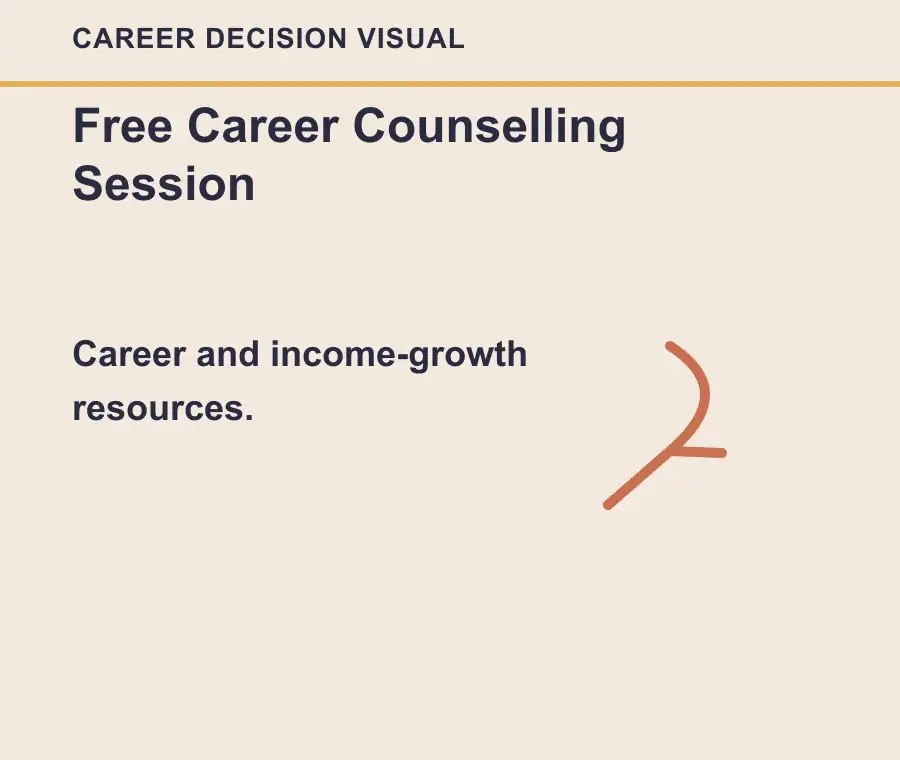 CAREER DECISION VISUAL
Free Career Counselling
Session
Career and income-growth
resources.